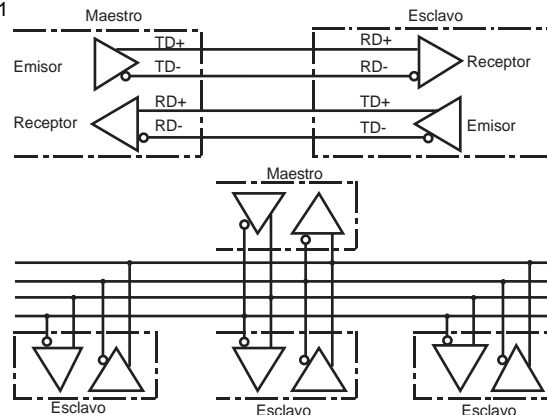 1
Maestro Esclavo
TD+ RD+
Emisor TD- RD- Receptor
RD+ TD+
Receptor RD- TD- Emisor
Maestro
Esclavo Esclavo Esclavo